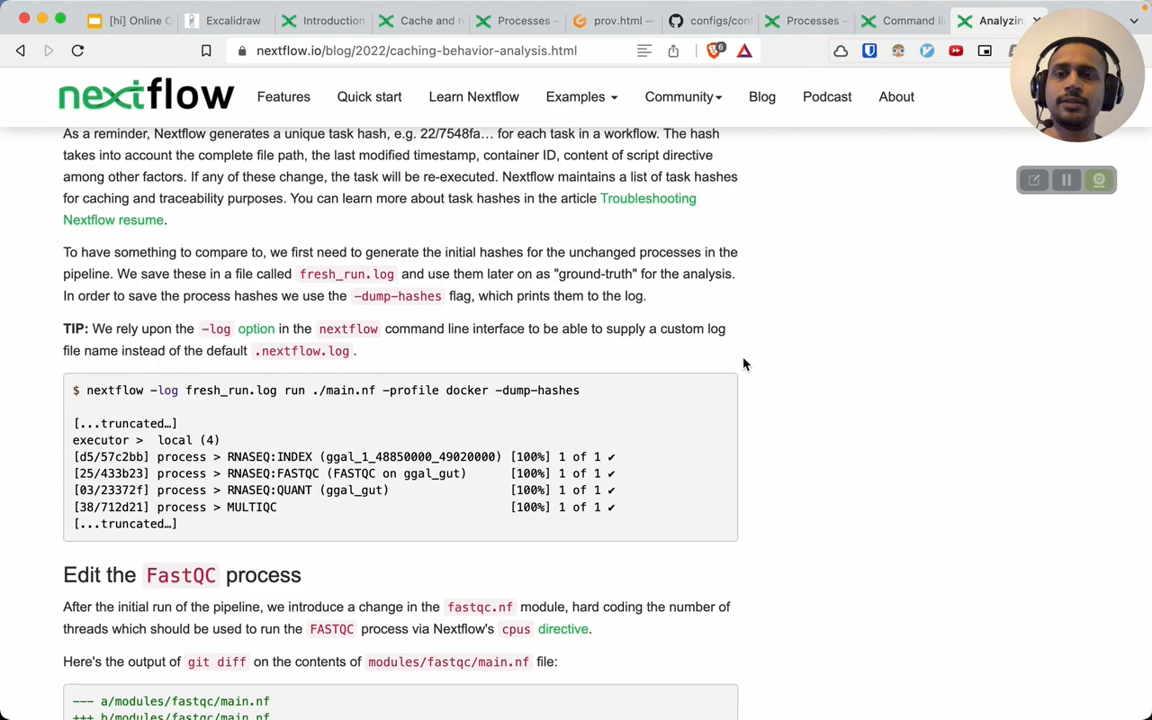 [hi] Online C
Excalidraw
Introduction
Cache and re
Processes –
prov.html —
configs/con
Processes –
Command li
Analyzing
nextflow.io/blog/2022/caching-behavior-analysis.html
6
nextflow
Features
Quick start
Learn Nextflow
Examples
Community
Blog
Podcast
About
As a reminder, Nextflow generates a unique task hash, e.g. 22/7548fa… for each task in a workflow. The hash
takes into account the complete file path, the last modified timestamp, container ID, content of script directive
among other factors. If any of these change, the task will be re-executed. Nextflow maintains a list of task hashes
for caching and traceability purposes. You can learn more about task hashes in the article Troubleshooting
Nextflow resume.
To have something to compare to, we first need to generate the initial hashes for the unchanged processes in the
pipeline. We save these in a file called fresh_run.log and use them later on as "ground-truth" for the analysis.
In order to save the process hashes we use the -dump-hashes flag, which prints them to the log.
TIP: We rely upon the -log option in the nextflow command line interface to be able to supply a custom log
file name instead of the default .nextflow.log.
$ nextflow -log fresh_run.log run ./main.nf -profile docker -dump-hashes
[...truncated…]
executor >  local (4)
[d5/57c2bb] process > RNASEQ:INDEX (ggal_1_48850000_49020000) [100%] 1 of 1 ✔
[25/433b23] process > RNASEQ:FASTQC (FASTQC on ggal_gut)      [100%] 1 of 1 ✔
[03/23372f] process > RNASEQ:QUANT (ggal_gut)                 [100%] 1 of 1 ✔
[38/712d21] process > MULTIQC                                 [100%] 1 of 1 ✔
[...truncated…]
Edit the FastQC process
After the initial run of the pipeline, we introduce a change in the fastqc.nf module, hard coding the number of
threads which should be used to run the FASTQC process via Nextflow's cpus directive.
Here's the output of git diff on the contents of modules/fastqc/main.nf file:
--- a/modules/fastqc/main.nf
+++ b/modules/fastqc/main.nf